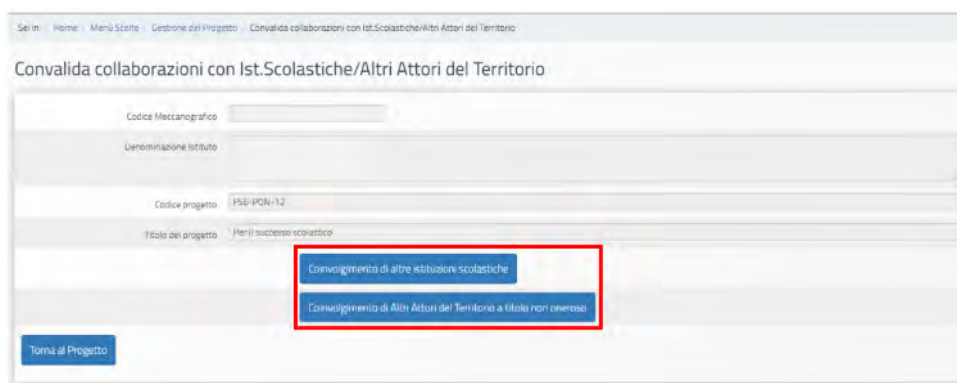 Sei in: Home Menù Scelte Gestione del Progetto Convalida collaborazioni con Ist.Scolastiche/Altri Attori del Territorio
Convalida collaborazioni con Ist.Scolastiche/Altri Attori del Territorio
Codice Meccanografico
Denominazione Istituto
Codice progetto FSE-PON-12
Titolo del progetto Per il successo scolastico
Coinvolgimento di altre istituzioni scolastiche
Coinvolgimento di Altri Attori del Territorio a titolo non oneroso
Torna al Progetto